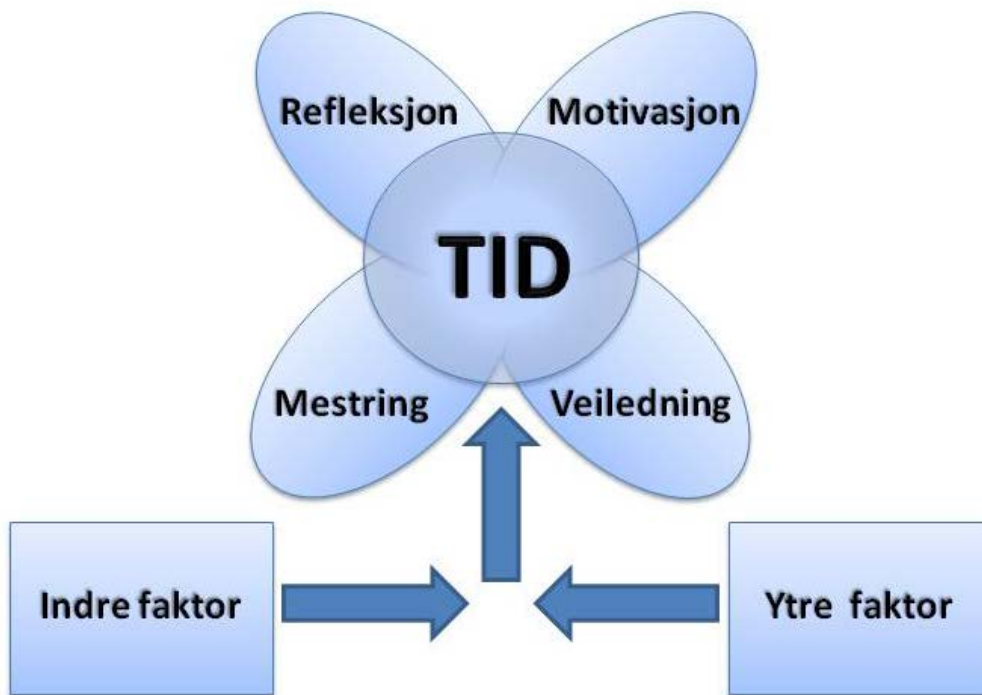 Refleksjon
Motivasjon
TID
Mestring
Veiledning
Indre faktor
Ytre faktor